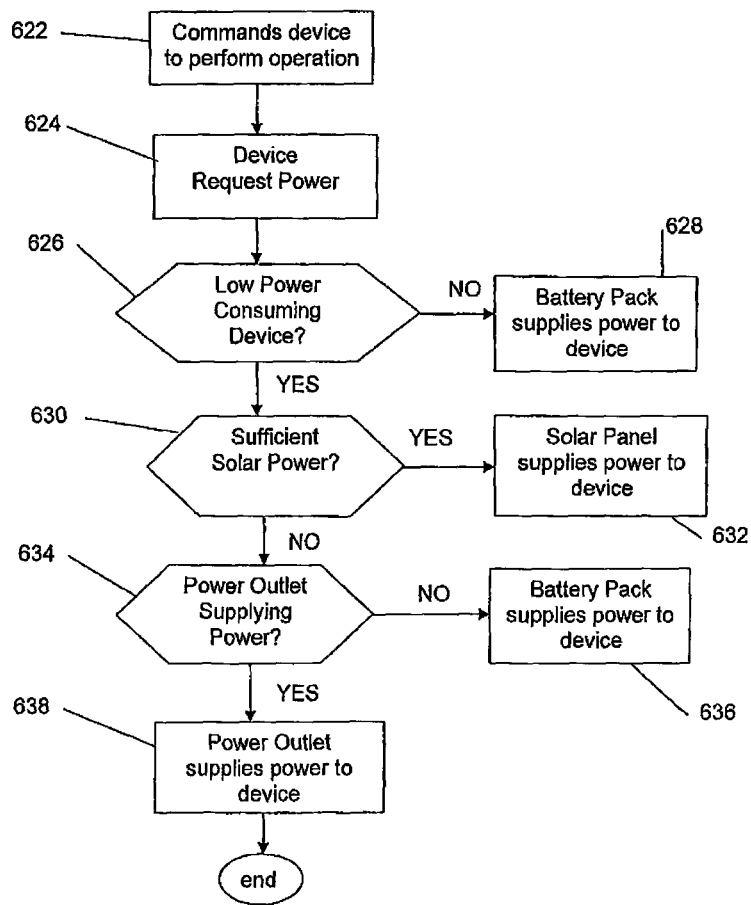 622
Commands device
to perform operation
624
Device
Request Power
626
Low Power
Consuming
Device?
NO
628
Battery Pack
supplies power to
device
YES
630
Sufficient
Solar Power?
YES
Solar Panel
supplies power to
device
632
NO
634
Power Outlet
Supplying
Power?
NO
Battery Pack
supplies power to
device
636
YES
638
Power Outlet
supplies power to
device
end